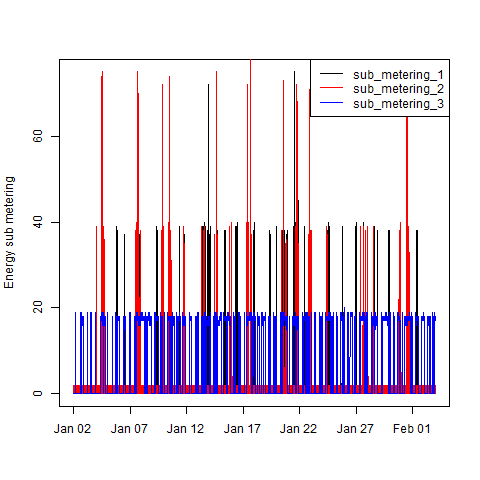 sub_metering_1
sub_metering_2
sub_metering_3
Energy sub metering
60
40
20
0
Jan 02 Jan 07 Jan 12 Jan 17 Jan 22 Jan 27 Feb 01